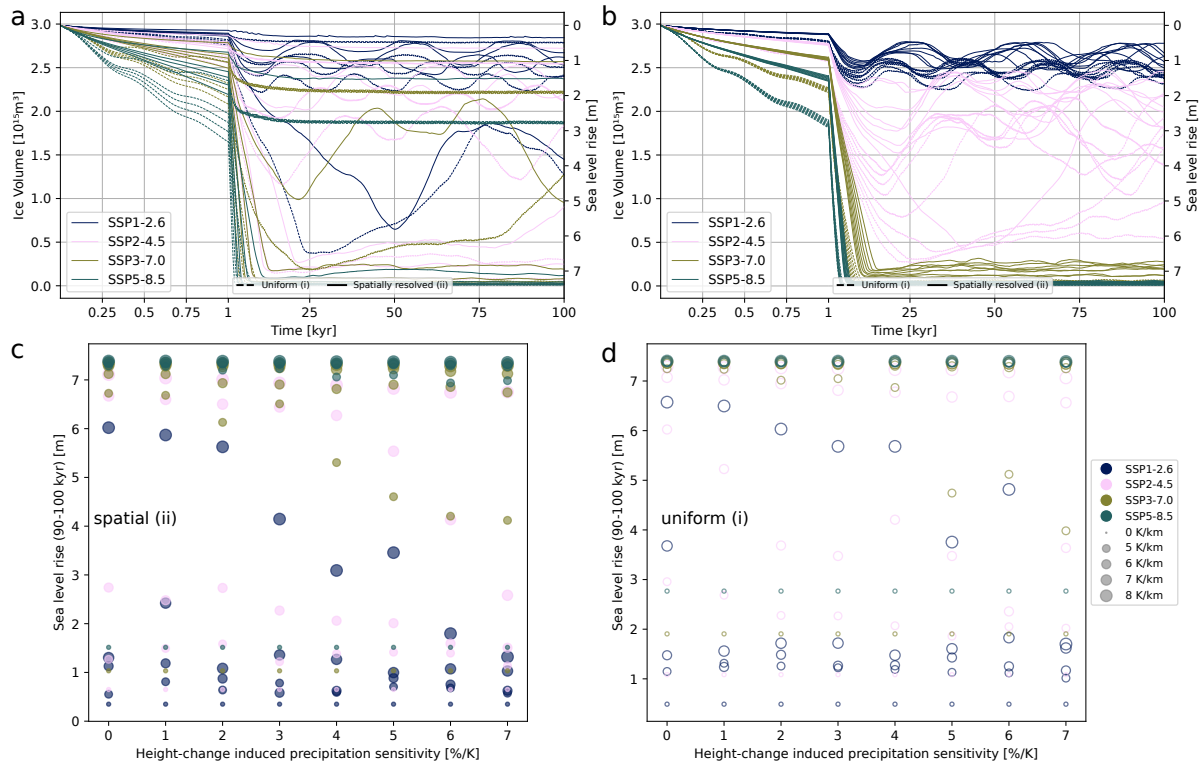 a
3.0
2.5
2.0
1.5
1.0
0.5
0.0
Ice Volume [10¹⁵m³]
0
1
2
3
4
5
6
7
Sea level rise [m]
SSP1-2.6
SSP2-4.5
SSP3-7.0
SSP5-8.5
Uniform (i)
Spatially resolved (ii)
0.25 0.5 0.75 1 25 50 75 100
Time [kyr]
b
3.0
2.5
2.0
1.5
1.0
0.5
0.0
Ice Volume [10¹⁵m³]
0
1
2
3
4
5
6
7
Sea level rise [m]
SSP1-2.6
SSP2-4.5
SSP3-7.0
SSP5-8.5
Uniform (i)
Spatially resolved (ii)
0.25 0.5 0.75 1 25 50 75 100
Time [kyr]
c
7
6
5
4
3
2
1
0
Sea level rise (90-100 kyr) [m]
spatial (ii)
0 1 2 3 4 5 6 7
Height-change induced precipitation sensitivity [%/K]
d
7
6
5
4
3
2
1
Sea level rise (90-100 kyr) [m]
uniform (i)
0 1 2 3 4 5 6 7
Height-change induced precipitation sensitivity [%/K]
SSP1-2.6
SSP2-4.5
SSP3-7.0
SSP5-8.5
0 K/km
5 K/km
6 K/km
7 K/km
8 K/km